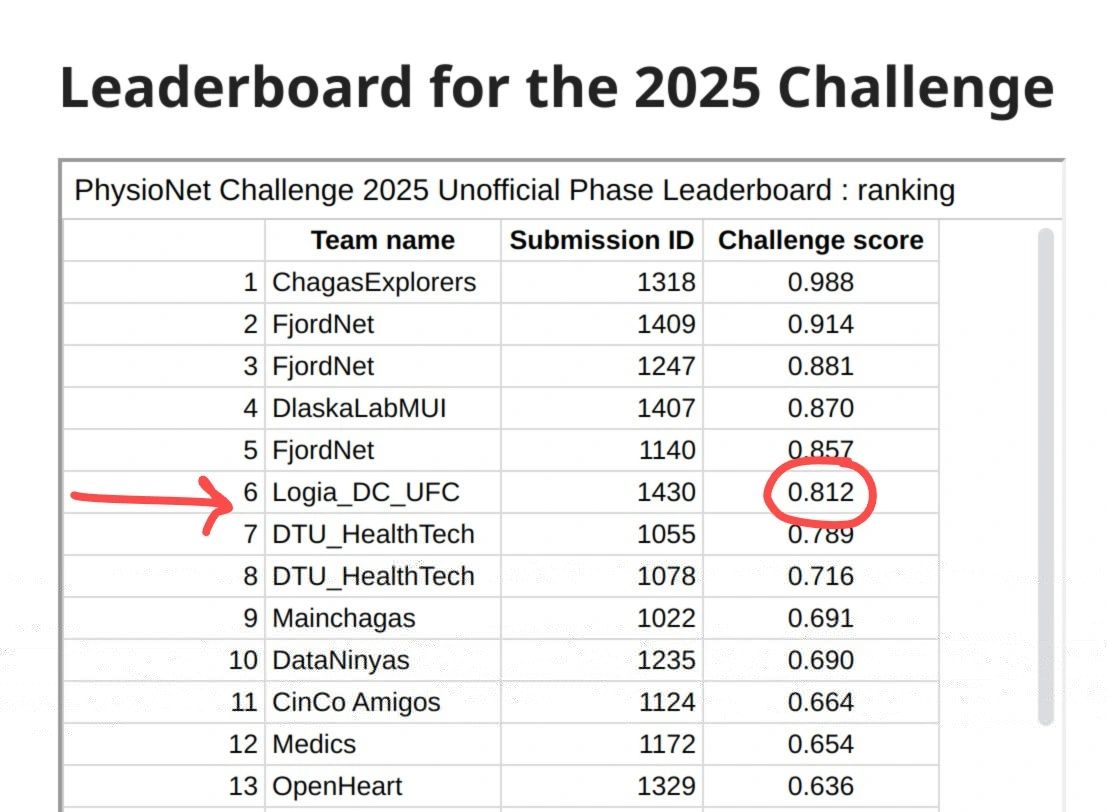 Leaderboard for the 2025 Challenge
PhysioNet Challenge 2025 Unofficial Phase Leaderboard : ranking
Team name Submission ID Challenge score
1 ChagasExplorers 1318 0.988
2 FjordNet 1409 0.914
3 FjordNet 1247 0.881
4 DlaskaLabMUI 1407 0.870
5 FjordNet 1140 0.857
6 Logia_DC_UFC 1430 0.812
7 DTU_HealthTech 1055 0.789
8 DTU_HealthTech 1078 0.716
9 Mainchagas 1022 0.691
10 DataNinyas 1235 0.690
11 CinCo Amigos 1124 0.664
12 Medics 1172 0.654
13 OpenHeart 1329 0.636